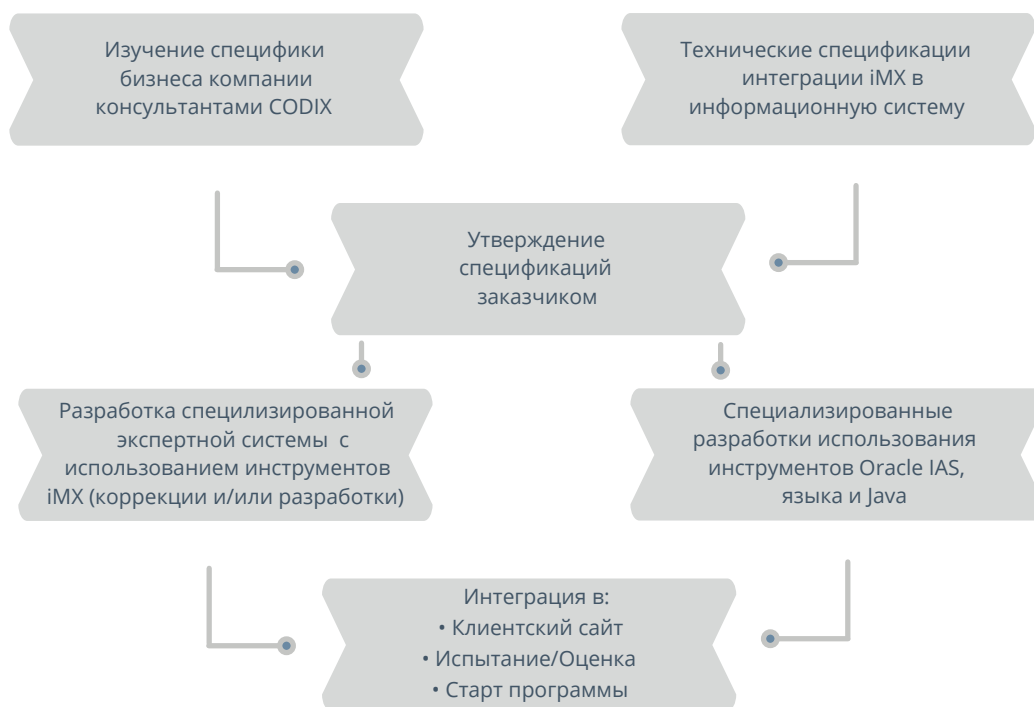 Изучение специфики
бизнеса компании
консультантами CODIX
Технические спецификации
интеграции iMX в
информационную систему
Утверждение
спецификаций
заказчиком
Разработка специлизированной
экспертной системы с
использованием инструментов
iMX (коррекции и/или разработки)
Специализированные
разработки использования
инструментов Oracle IAS,
языка и Java
Интеграция в:
• Клиентский сайт
• Испытание/Оценка
• Старт программы